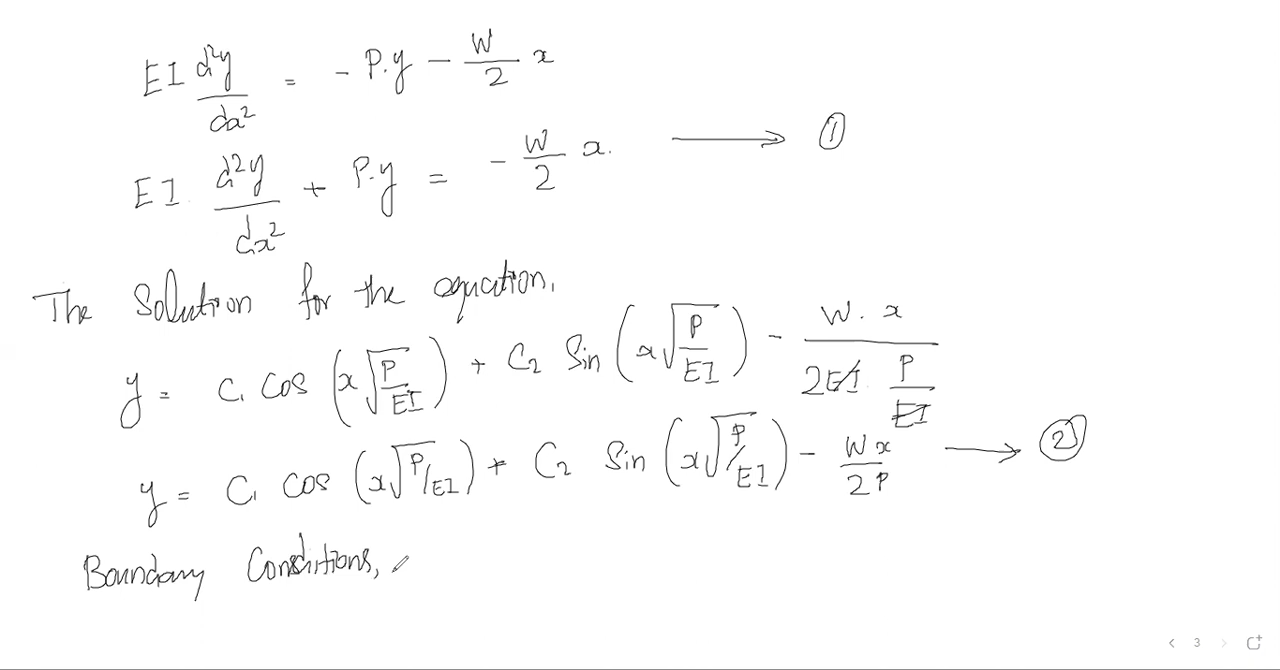 EI d²y/dx² = - P.y - W/2 x
EI d²y/dx² + P.y = - W/2 x. → ①
The Solution for the equation,
y = C₁ cos (x√(P/EI)) + C₂ Sin (x√(P/EI)) - W. x / 2EI P/EI
y = C₁ cos (x√(P/EI)) + C₂ Sin (x√(P/EI)) - Wx/2P → ②
Boundary Conditions,
< 3 >